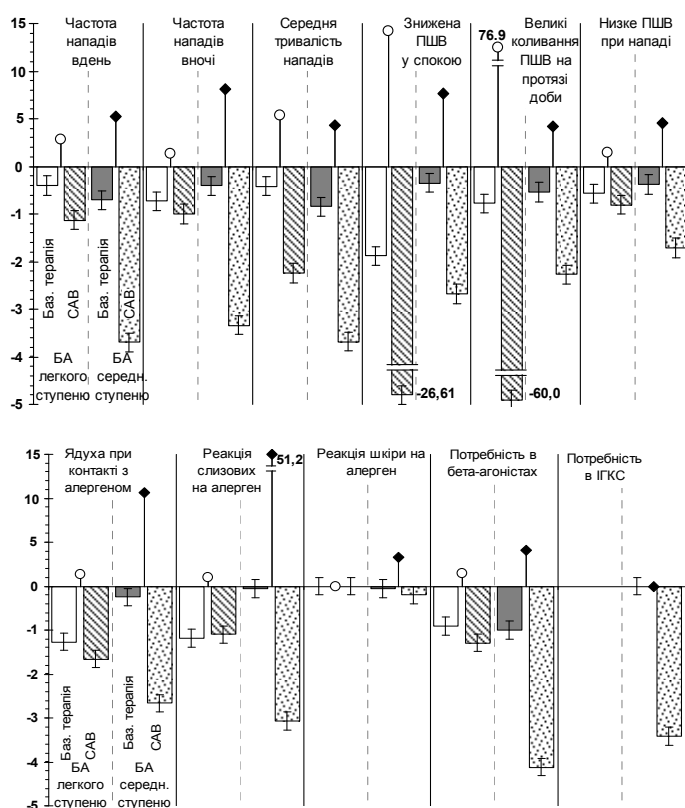 15
10
5
0
-1
-2
-4
-5
Частота
нападів
вдень
Частота
нападів
вночі
Середня
тривалість
нападів
Знижена
ПШВ
у спокою
76.9
Великі
коливання
ПШВ на
протязі
доби
Низке ПШВ
при нападі
Баз. терапія
САВ
Баз. терапія
САВ
БА
легкого
ступеню
БА
середн.
ступеню
-26,61
-60,0
15
10
5
0
-1
-2
-3
-4
-5
Ядуха при
контакті з
алергеном
Реакція
слизових
на алерген
51,2
Реакція шкіри на
алерген
Потребність в
бета-агоністах
Потребність
в ІГКС
Баз. терапія
САВ
Баз. терапія
САВ
БА
легкого
ступеню
БА
середн.
ступеню